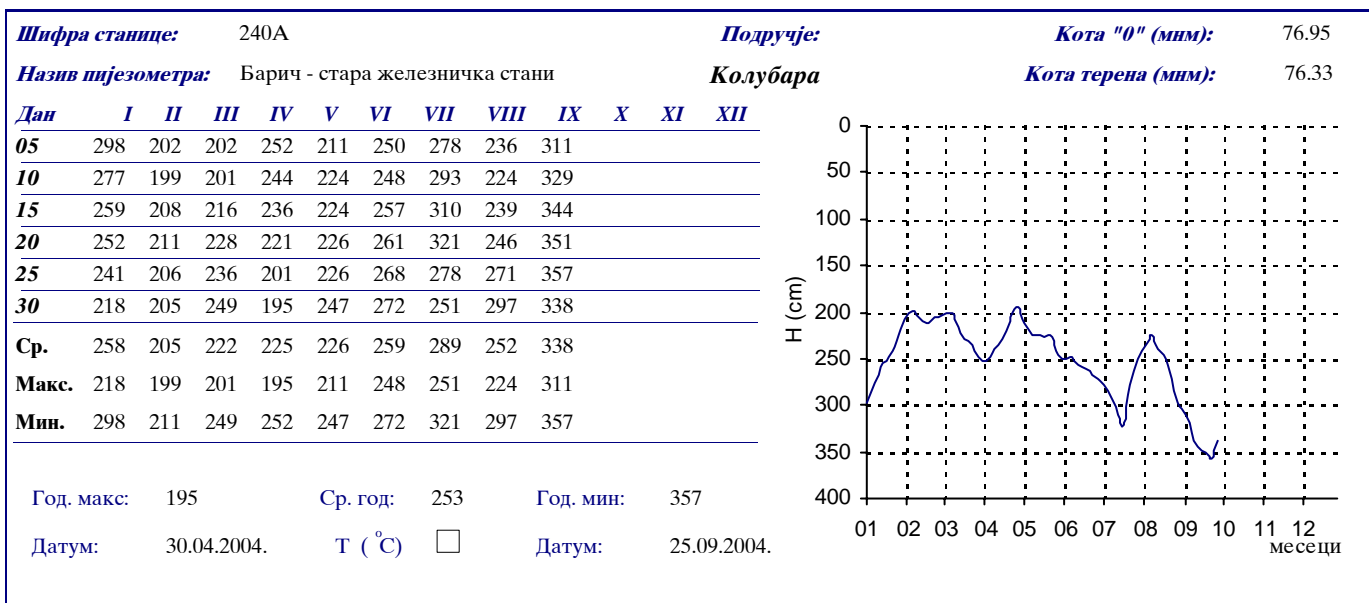 Шифра станице: 240А Подручје: Кота "0" (мнм): 76.95
Назив пијезометра: Барич - стара железничка стани Колубара Кота терена (мнм): 76.33
Дан I II III IV V VI VII VIII IX X XI XII
05 298 202 202 252 211 250 278 236 311
10 277 199 201 244 224 248 293 224 329
15 259 208 216 236 224 257 310 239 344
20 252 211 228 221 226 261 321 246 351
25 241 206 236 201 226 268 278 271 357
30 218 205 249 195 247 272 251 297 338
Ср. 258 205 222 225 226 259 289 252 338
Макс. 218 199 201 195 211 248 251 224 311
Мин. 298 211 249 252 247 272 321 297 357
Год. макс: 195 Ср. год: 253 Год. мин: 357
Датум: 30.04.2004. Т ( °С) Датум: 25.09.2004.
H (cm)
0
50
100
150
200
250
300
350
400
01 02 03 04 05 06 07 08 09 10 11 12
месеци